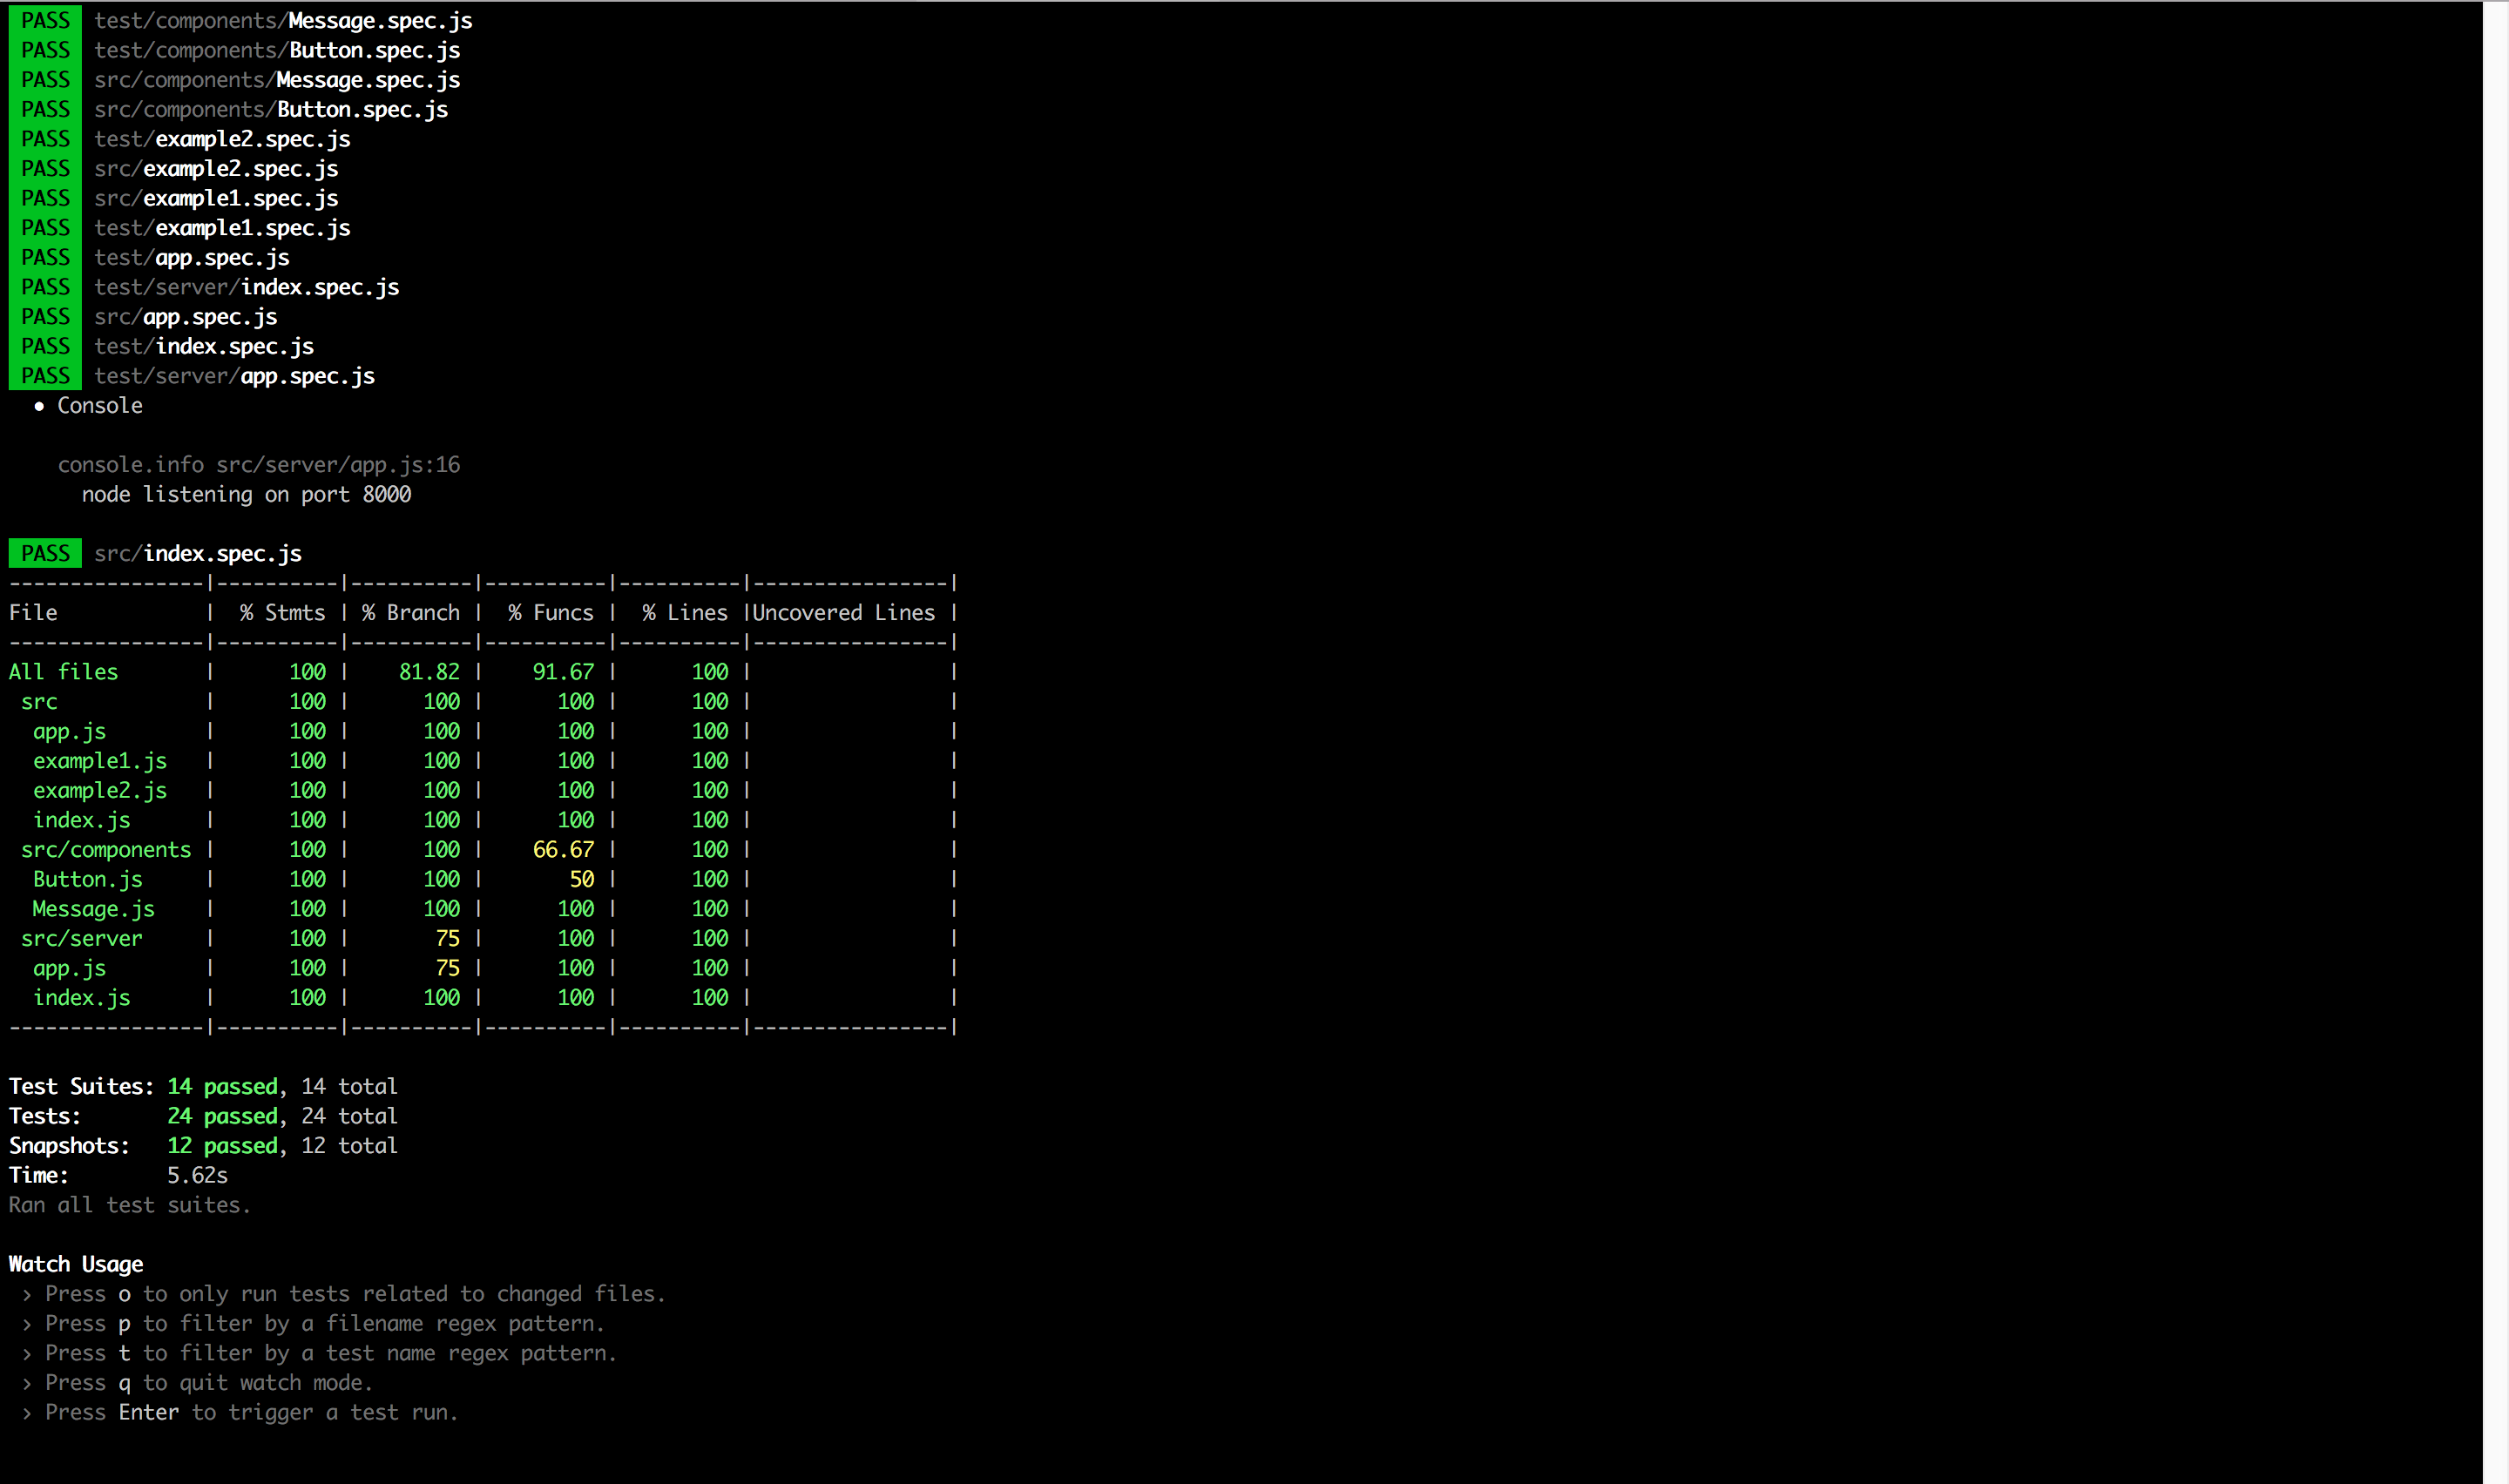 PASS test/components/Message.spec.js
PASS test/components/Button.spec.js
PASS src/components/Message.spec.js
PASS src/components/Button.spec.js
PASS test/example2.spec.js
PASS src/example2.spec.js
PASS src/example1.spec.js
PASS test/example1.spec.js
PASS test/app.spec.js
PASS test/server/index.spec.js
PASS src/app.spec.js
PASS test/index.spec.js
PASS test/server/app.spec.js
● Console
console.info src/server/app.js:16
node listening on port 8000
PASS src/index.spec.js
----------------|----------|----------|----------|----------|----------------|
File            |  % Stmts | % Branch |  % Funcs |  % Lines |Uncovered Lines |
----------------|----------|----------|----------|----------|----------------|
All files       |      100 |    81.82 |    91.67 |      100 |                |
 src            |      100 |      100 |      100 |      100 |                |
  app.js        |      100 |      100 |      100 |      100 |                |
  example1.js   |      100 |      100 |      100 |      100 |                |
  example2.js   |      100 |      100 |      100 |      100 |                |
  index.js      |      100 |      100 |      100 |      100 |                |
 src/components |      100 |      100 |    66.67 |      100 |                |
  Button.js     |      100 |      100 |       50 |      100 |                |
  Message.js    |      100 |      100 |      100 |      100 |                |
 src/server     |      100 |       75 |      100 |      100 |                |
  app.js        |      100 |       75 |      100 |      100 |                |
  index.js      |      100 |      100 |      100 |      100 |                |
----------------|----------|----------|----------|----------|----------------|
Test Suites: 14 passed, 14 total
Tests:       24 passed, 24 total
Snapshots:   12 passed, 12 total
Time:        5.62s
Ran all test suites.
Watch Usage
 › Press o to only run tests related to changed files.
 › Press p to filter by a filename regex pattern.
 › Press t to filter by a test name regex pattern.
 › Press q to quit watch mode.
 › Press Enter to trigger a test run.